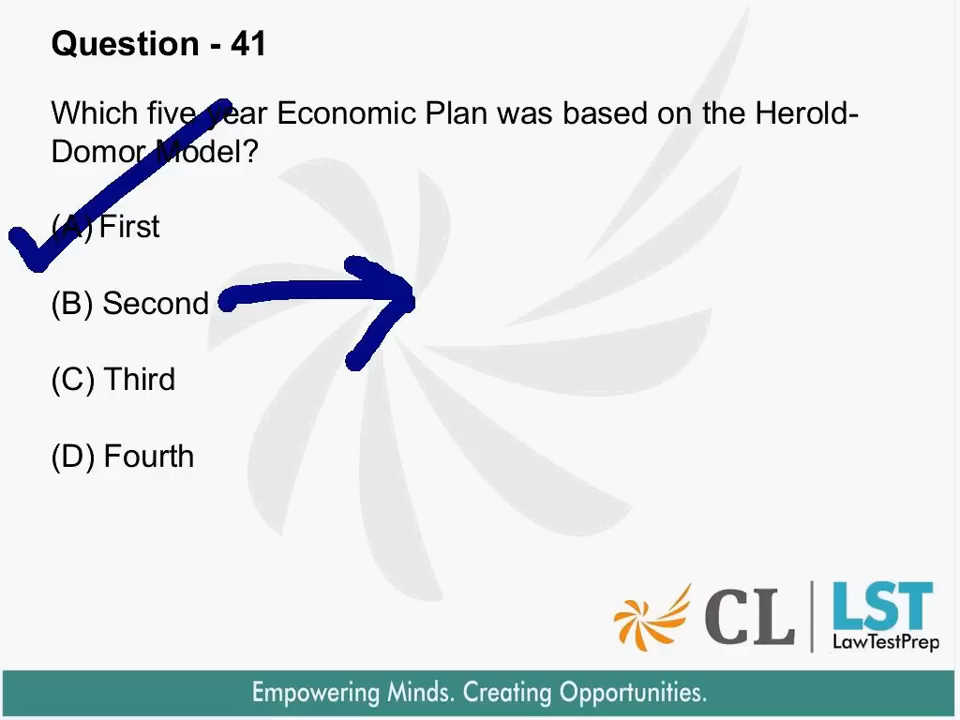 Question - 41
Which five year Economic Plan was based on the Herold-
Domor Model?
(A) First
(B) Second
(C) Third
(D) Fourth
CL LST
LawTestPrep
Empowering Minds. Creating Opportunities.